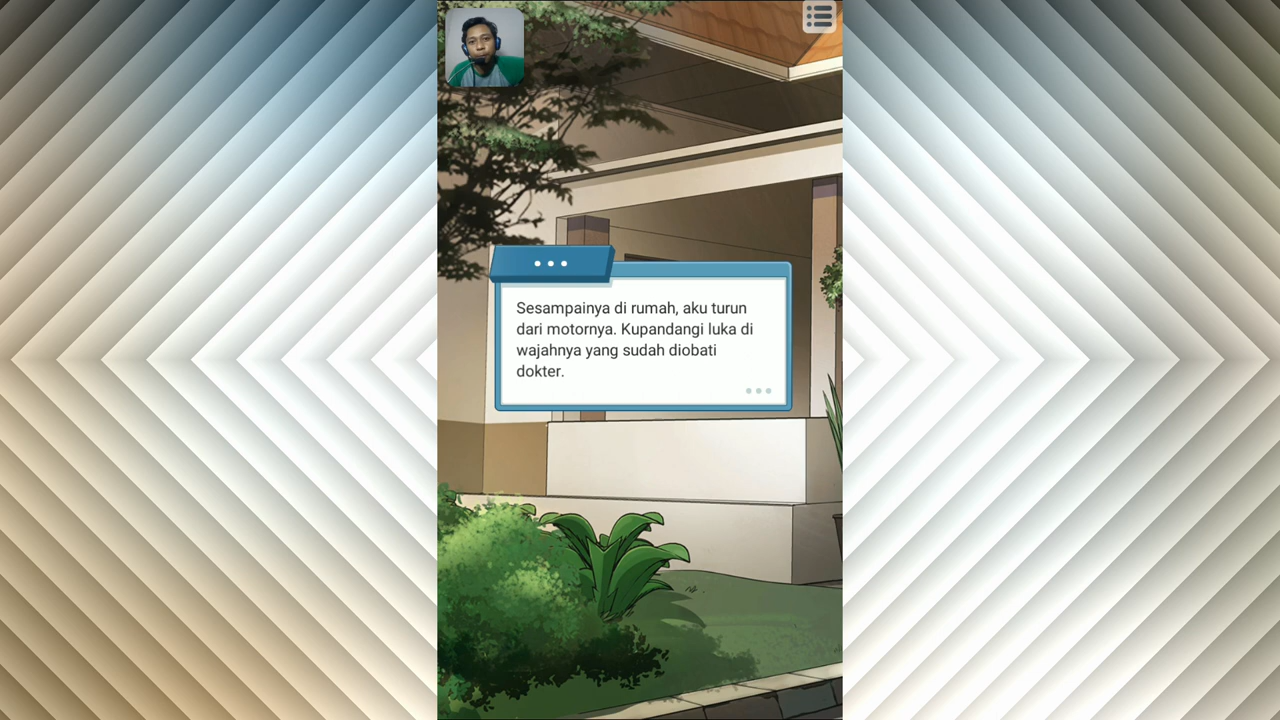 Sesampainya di rumah, aku turun
dari motornya. Kupandangi luka di
wajahnya yang sudah diobati
dokter.